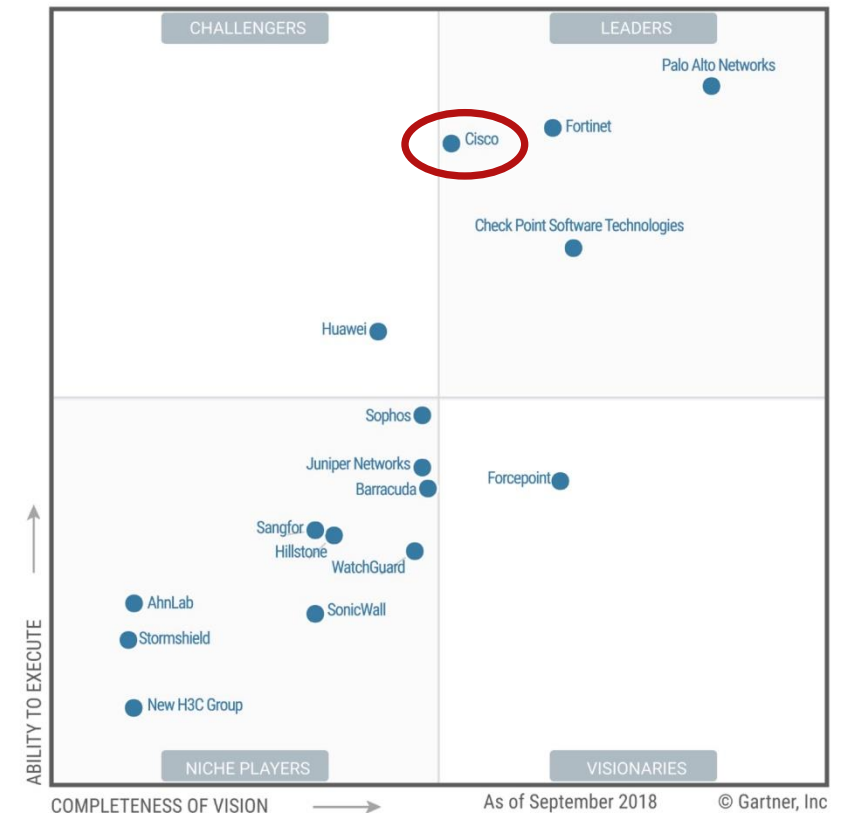 CHALLENGERS
LEADERS
Palo Alto Networks
Fortinet
Cisco
Check Point Software Technologies
Huawei
Sophos
Juniper Networks
Barracuda
Forcepoint
Sangfor
Hillstone
WatchGuard
AhnLab
SonicWall
Stormshield
New H3C Group
NICHE PLAYERS
VISIONARIES
ABILITY TO EXECUTE
COMPLETENESS OF VISION
As of September 2018
© Gartner, Inc